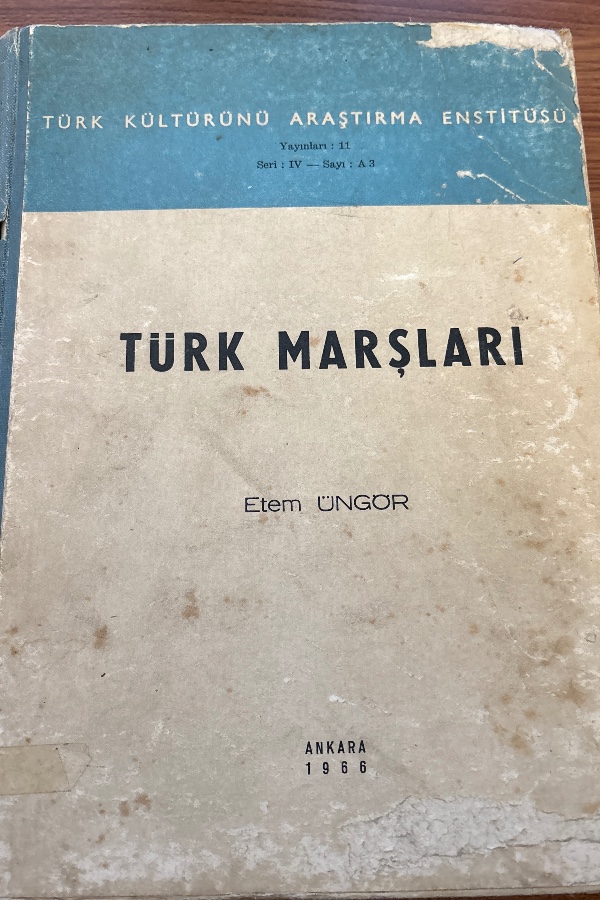 TÜRK KÜLTÜRÜNÜ ARAŞTIRMA ENSTİTÜSÜ
Yayınları : 11
Seri : IV — Sayı : A 3
TÜRK MARŞLARI
Etem ÜNGÖR
ANKARA
1966